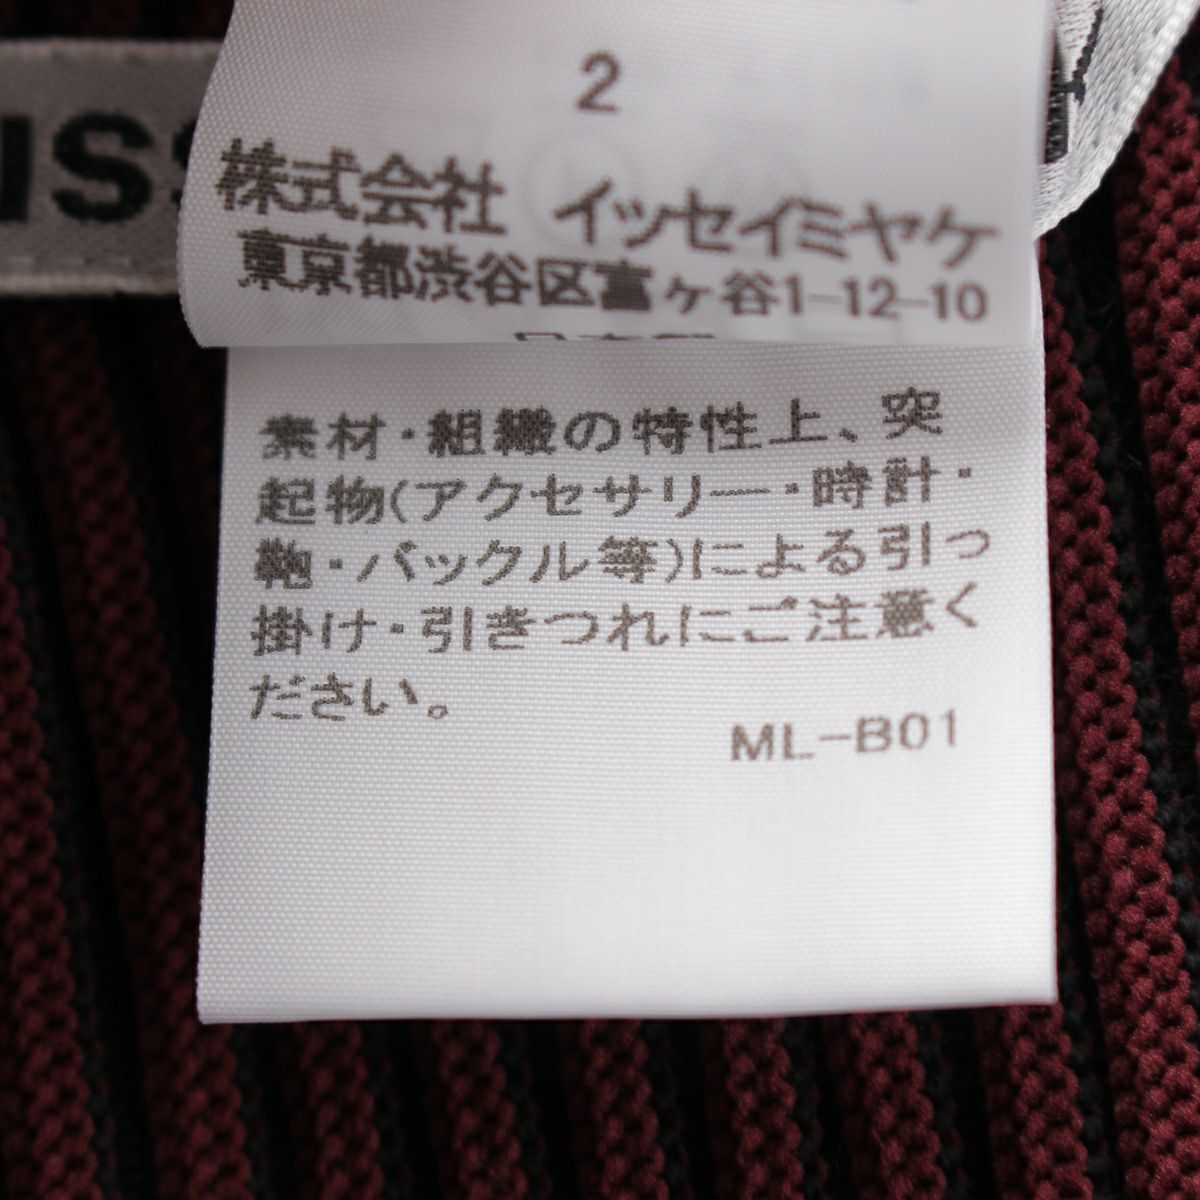 ISS
2
株式会社 イッセイミヤケ
東京都渋谷区富ヶ谷1-12-10
素材・組織の特性上、突
起物(アクセサリー・時計・
鞄・バックル等)による引っ
掛け・引きつれにご注意く
ださい。
ML-B01